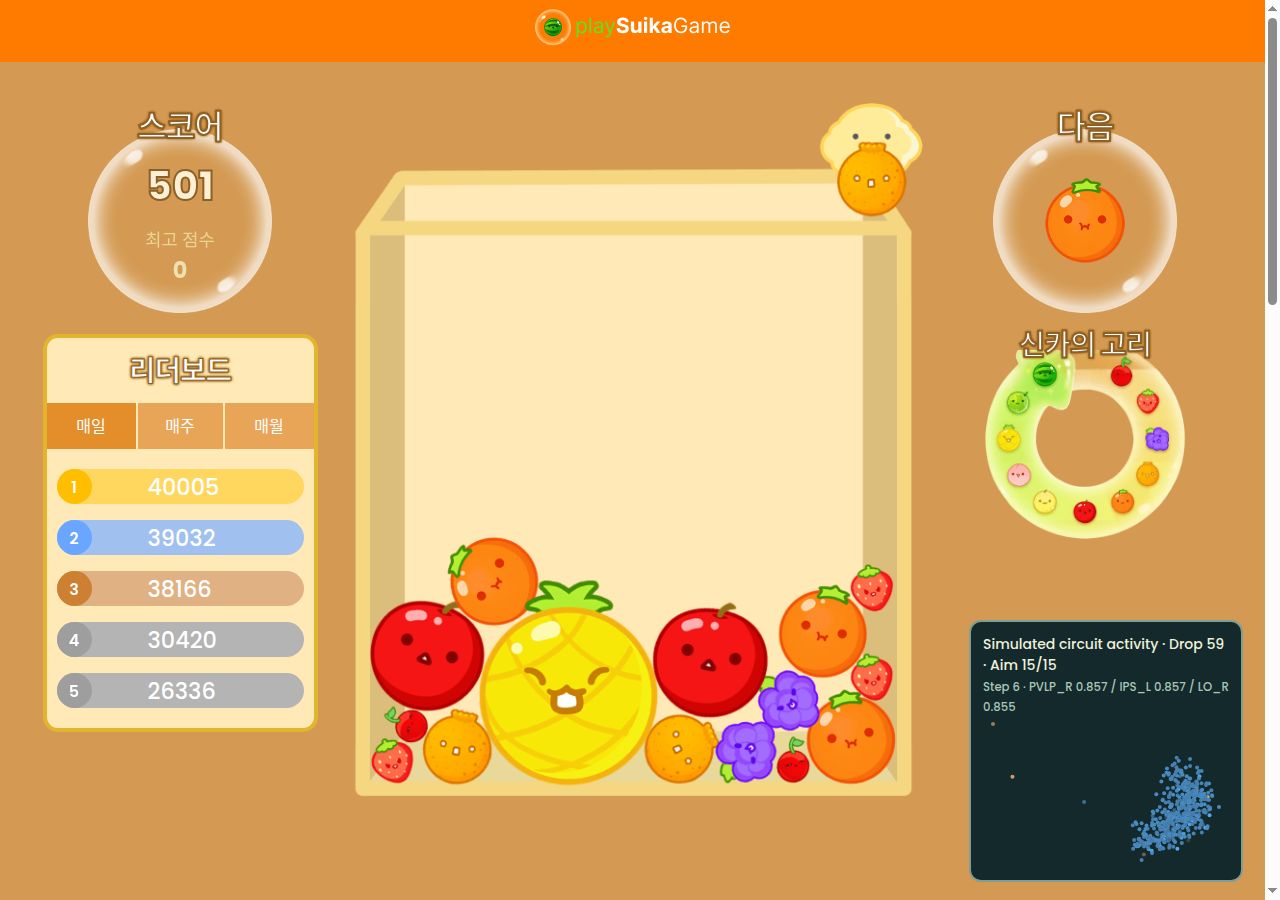 playSuikaGame
스코어
501
최고 점수
0
다음
신카의 고리
리더보드
매일 매주 매월
1 40005
2 39032
3 38166
4 30420
5 26336
Simulated circuit activity · Drop 59
· Aim 15/15
Step 6 · PVLP_R 0.857 / IPS_L 0.857 / LO_R
0.855